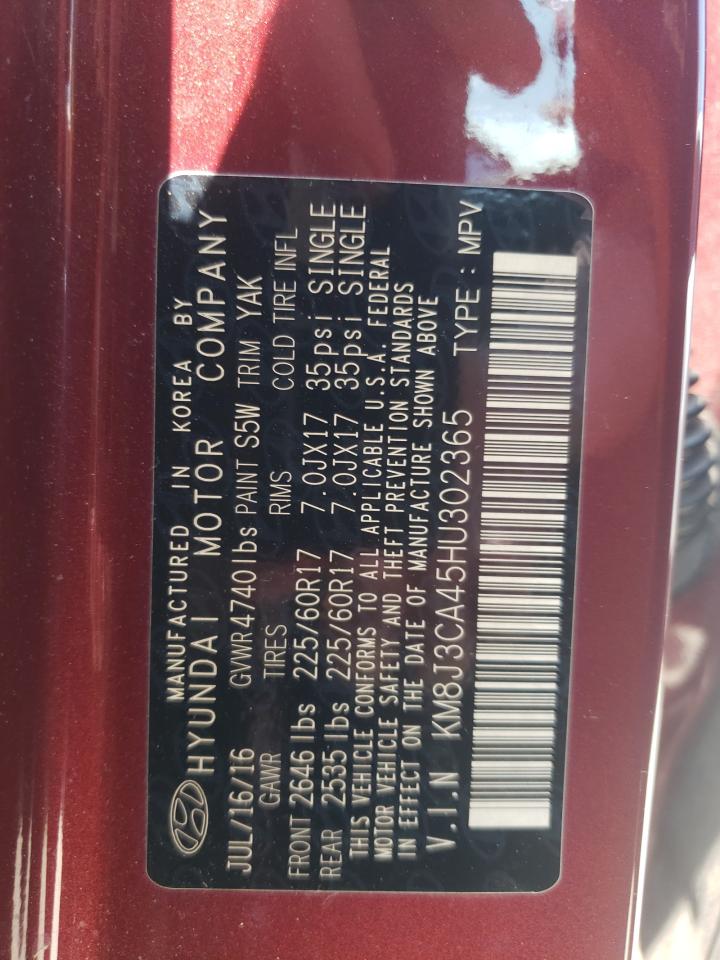 MANUFACTURED IN KOREA BY
HYUNDAI MOTOR COMPANY
JUL/16/16 GVWR4740lbs PAINT S5W TRIM YAK
GAWR TIRES RIMS COLD TIRE INFL
FRONT 2646 lbs 225/60R17 7.0JX17 35psi SINGLE
REAR 2535 lbs 225/60R17 7.0JX17 35psi SINGLE
THIS VEHICLE CONFORMS TO ALL APPLICABLE U.S.A. FEDERAL
MOTOR VEHICLE SAFETY AND THEFT PREVENTION STANDARDS
IN EFFECT ON THE DATE OF MANUFACTURE SHOWN ABOVE
V.I.N KM8J3CA45HU302365 TYPE : MPV